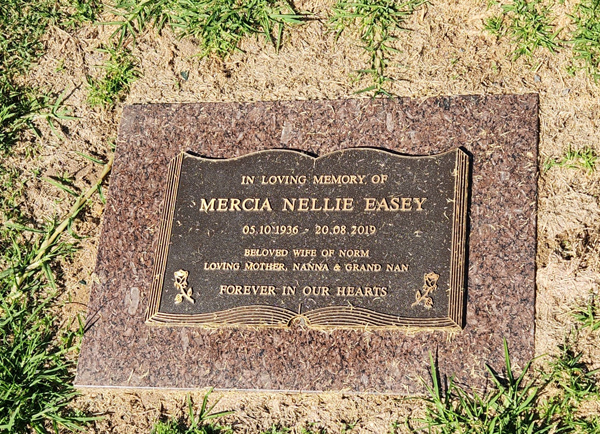 IN LOVING MEMORY OF
MERCIA NELLIE EASEY
05.10.1936 - 20.08.2019
BELOVED WIFE OF NORM
LOVING MOTHER, NANNA & GRAND NAN
FOREVER IN OUR HEARTS